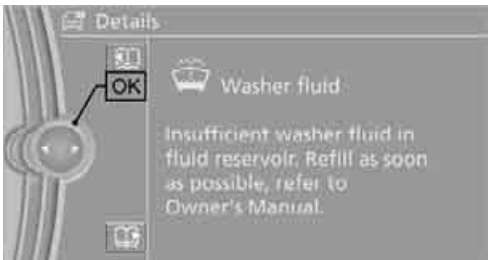 Details
OK
Washer fluid
Insufficient washer fluid in
fluid reservoir. Refill as soon
as possible, refer to
Owner's Manual.